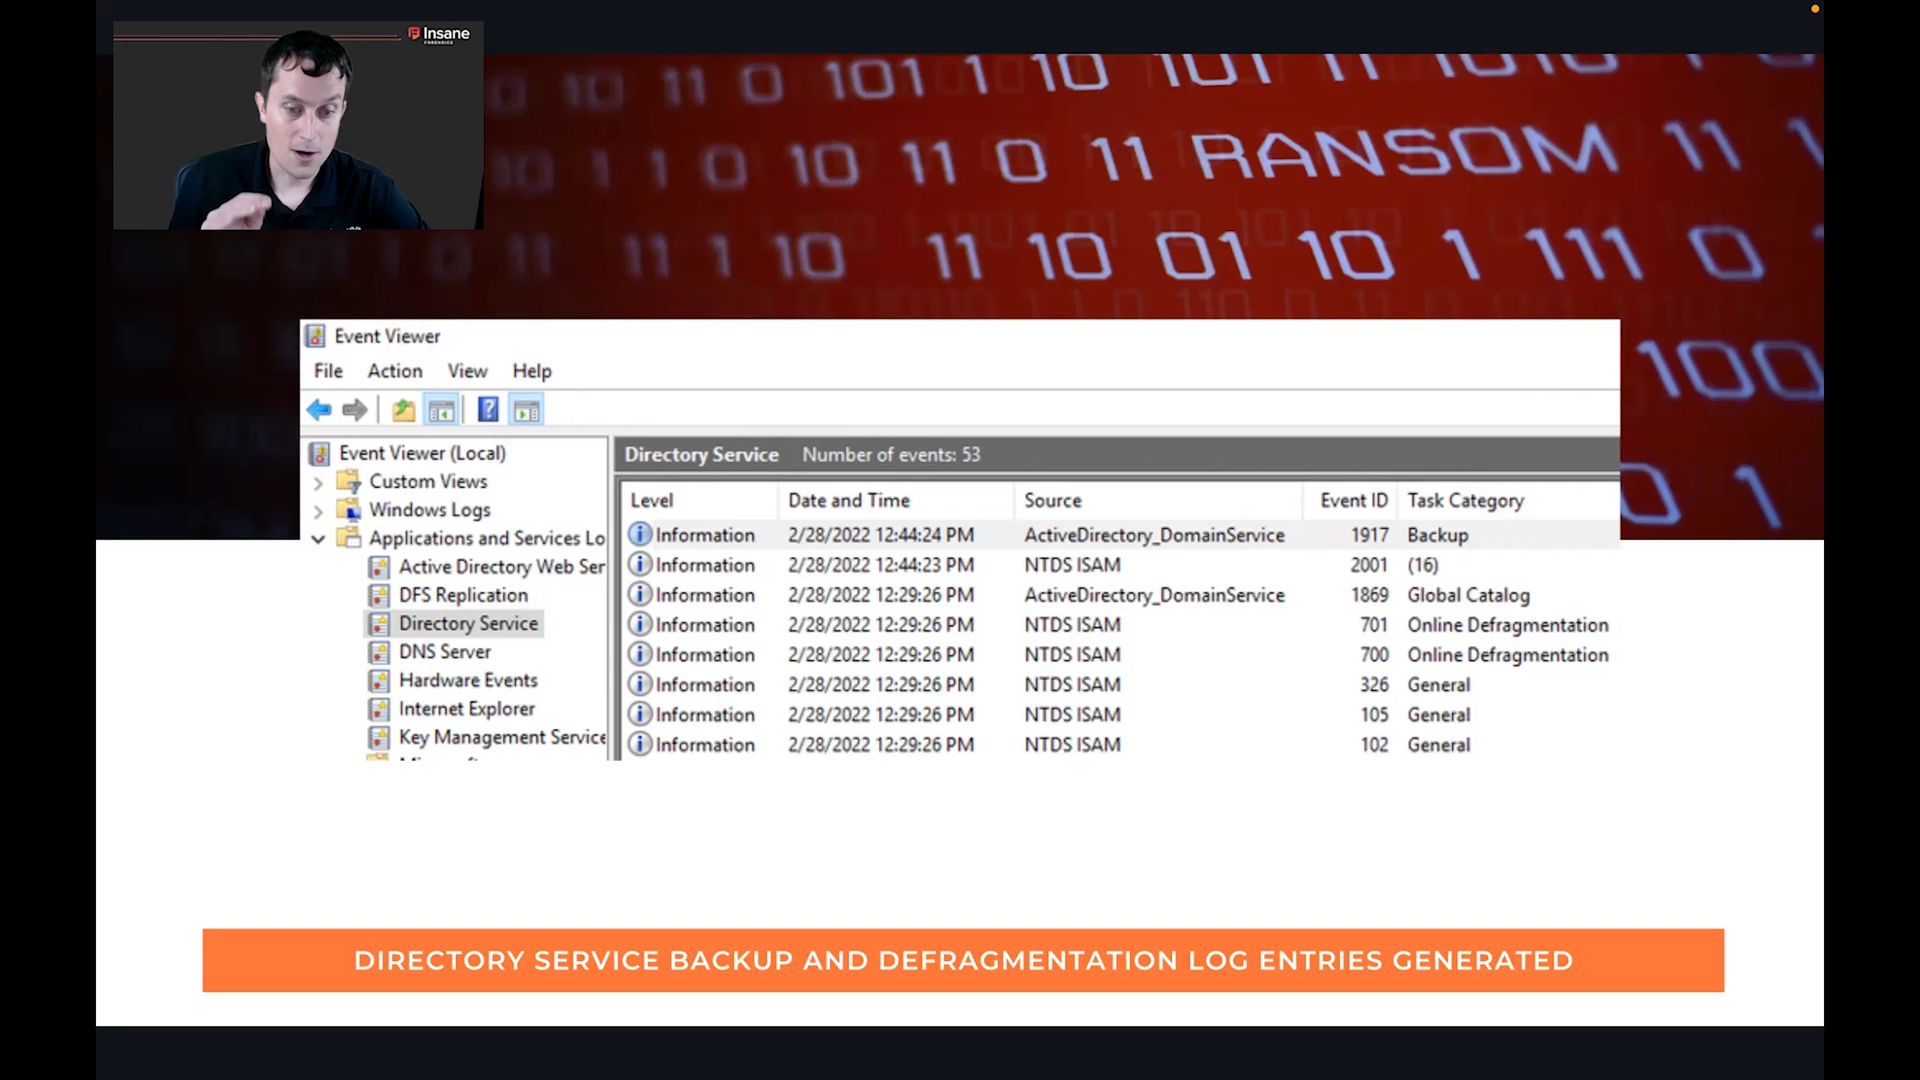 Insane
FORENSICS
11 0 101 1 10 101 11 10 10
1 1 0 10 11 0 11 RANSOM 11
11 1 10 11 10 01 10 1 111 0
100
0 1
Event Viewer
File Action View Help
Event Viewer (Local)
Custom Views
Windows Logs
Applications and Services Lo
Active Directory Web Ser
DFS Replication
Directory Service
DNS Server
Hardware Events
Internet Explorer
Key Management Service
Directory Service Number of events: 53
Level Date and Time Source Event ID Task Category
Information 2/28/2022 12:44:24 PM ActiveDirectory_DomainService 1917 Backup
Information 2/28/2022 12:44:23 PM NTDS ISAM 2001 (16)
Information 2/28/2022 12:29:26 PM ActiveDirectory_DomainService 1869 Global Catalog
Information 2/28/2022 12:29:26 PM NTDS ISAM 701 Online Defragmentation
Information 2/28/2022 12:29:26 PM NTDS ISAM 700 Online Defragmentation
Information 2/28/2022 12:29:26 PM NTDS ISAM 326 General
Information 2/28/2022 12:29:26 PM NTDS ISAM 105 General
Information 2/28/2022 12:29:26 PM NTDS ISAM 102 General
DIRECTORY SERVICE BACKUP AND DEFRAGMENTATION LOG ENTRIES GENERATED